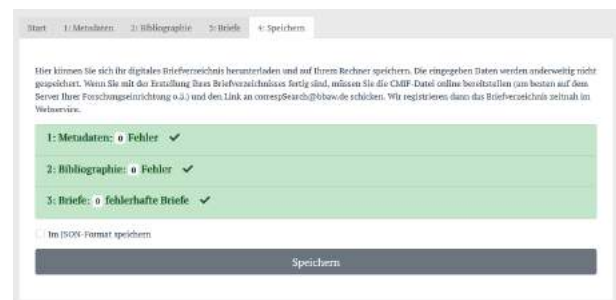 Start 1: Metadaten 2: Bibliographie 3: Briefe 4: Speichern
Hier können Sie sich ihr digitales Briefverzeichnis herunterladen und auf Ihrem Rechner speichern. Die eingegeben Daten werden anderweitig nicht
gespeichert. Wenn Sie mit der Erstellung Ihres Briefverzeichnisses fertig sind, müssen Sie die CMIF-Datei online bereitstellen (am besten auf dem
Server Ihrer Forschungseinrichtung o.ä.) und den Link an correspSearch@bbaw.de schicken. Wir registrieren dann das Briefverzeichnis zeitnah im
Webservice.
1: Metadaten: 0 Fehler ✓
2: Bibliographie: 0 Fehler ✓
3: Briefe: 0 fehlerhafte Briefe ✓
Im JSON-Format speichern
Speichern